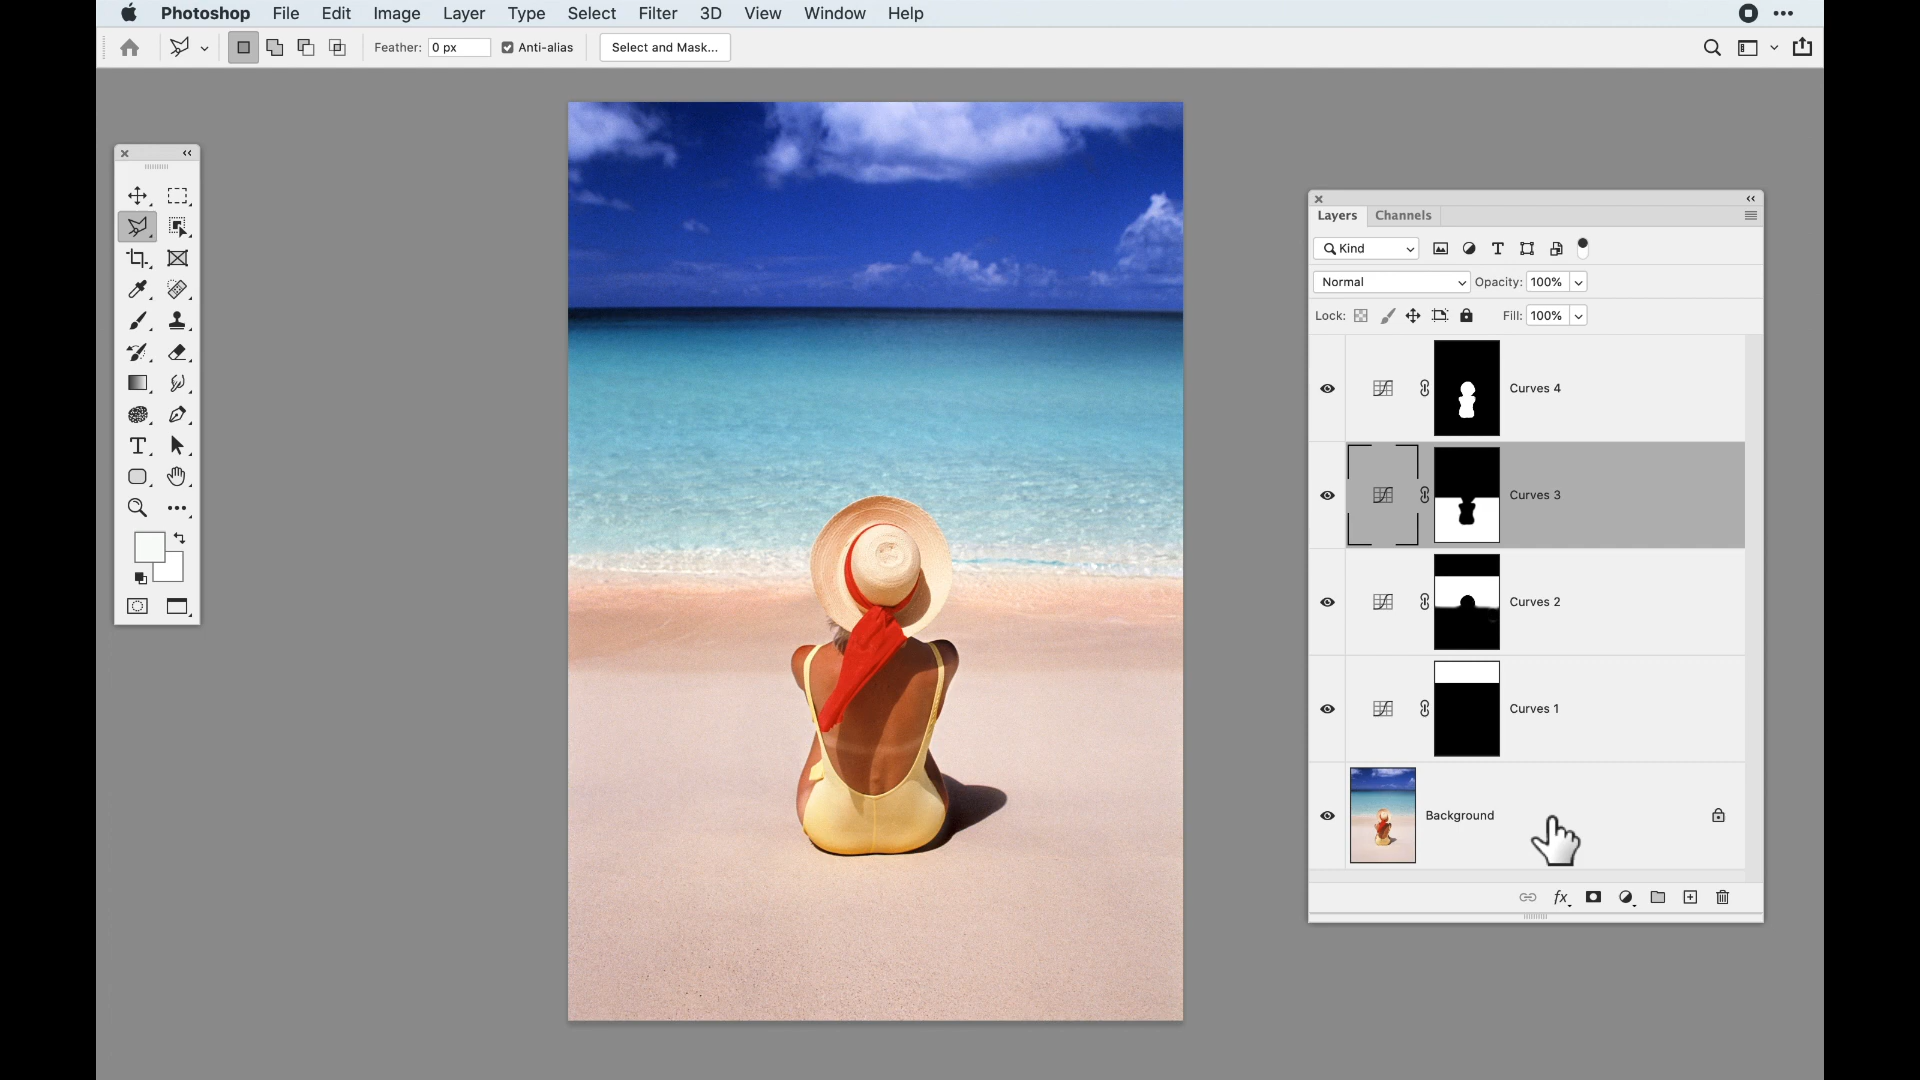 Photoshop File Edit Image Layer Type Select Filter 3D View Window Help
Feather: 0 px Anti-alias Select and Mask...
Layers Channels
Kind
Normal Opacity: 100%
Lock: Fill: 100%
Curves 4
Curves 3
Curves 2
Curves 1
Background
fx